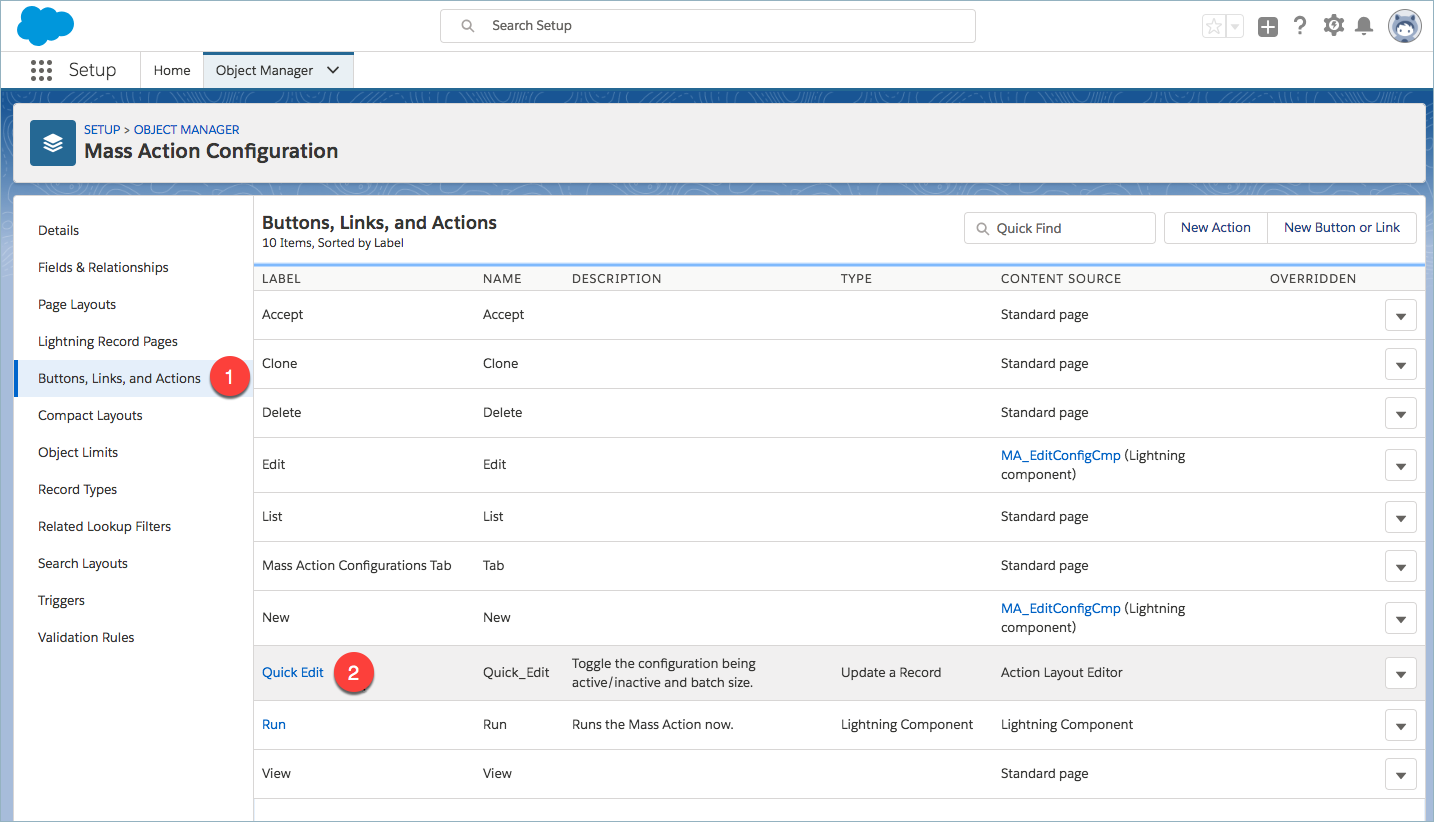 Search Setup
Setup
Home
Object Manager
SETUP > OBJECT MANAGER
Mass Action Configuration
Details
Fields & Relationships
Page Layouts
Lightning Record Pages
Buttons, Links, and Actions
1
Compact Layouts
Object Limits
Record Types
Related Lookup Filters
Search Layouts
Triggers
Validation Rules
Buttons, Links, and Actions
10 Items, Sorted by Label
Quick Find
New Action
New Button or Link
LABEL NAME DESCRIPTION TYPE CONTENT SOURCE OVERRIDDEN
Accept Accept Standard page
Clone Clone Standard page
Delete Delete Standard page
Edit Edit MA_EditConfigCmp (Lightning
component)
List List Standard page
Mass Action Configurations Tab Tab Standard page
New New MA_EditConfigCmp (Lightning
component)
Quick Edit 2 Quick_Edit Toggle the configuration being
active/inactive and batch size. Update a Record Action Layout Editor
Run Run Runs the Mass Action now. Lightning Component Lightning Component
View View Standard page